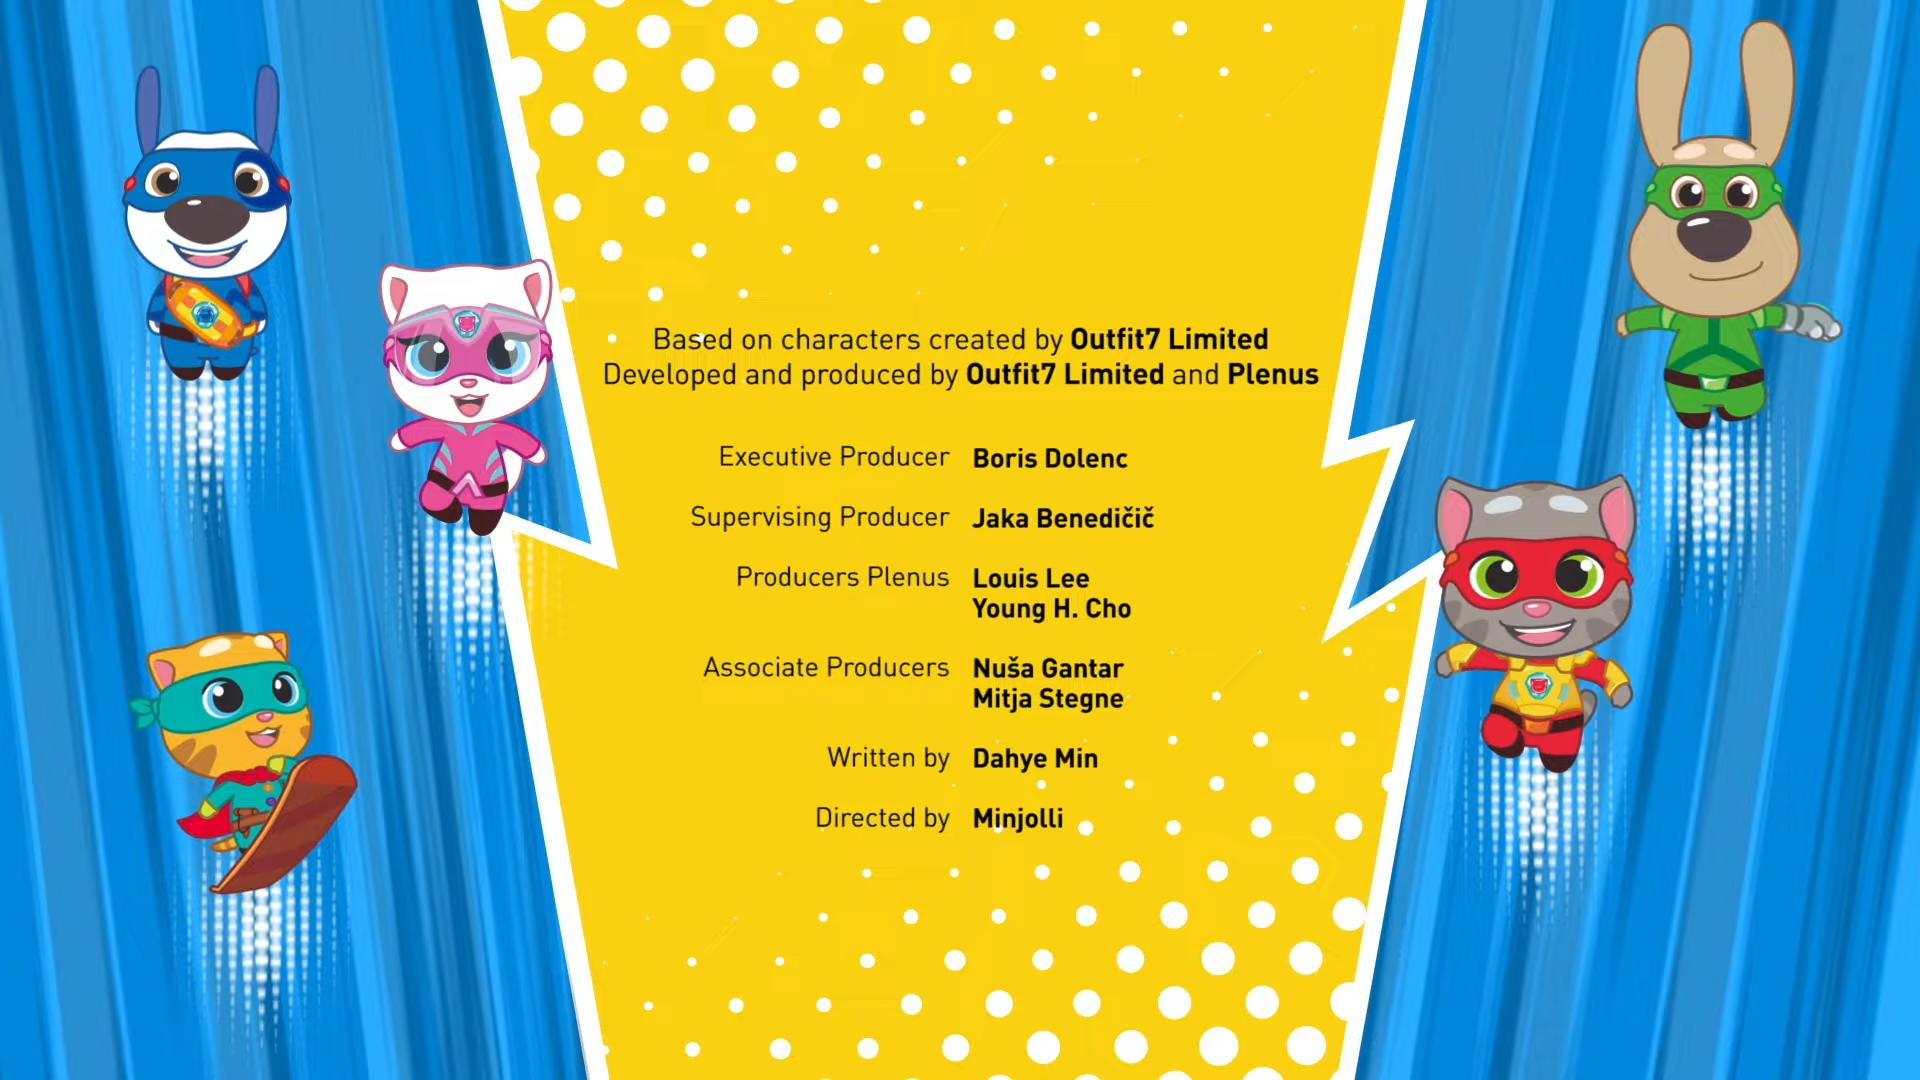 Based on characters created by Outfit7 Limited
Developed and produced by Outfit7 Limited and Plenus
Executive Producer Boris Dolenc
Supervising Producer Jaka Benedičič
Producers Plenus Louis Lee
Young H. Cho
Associate Producers Nuša Gantar
Mitja Stegne
Written by Dahye Min
Directed by Minjolli